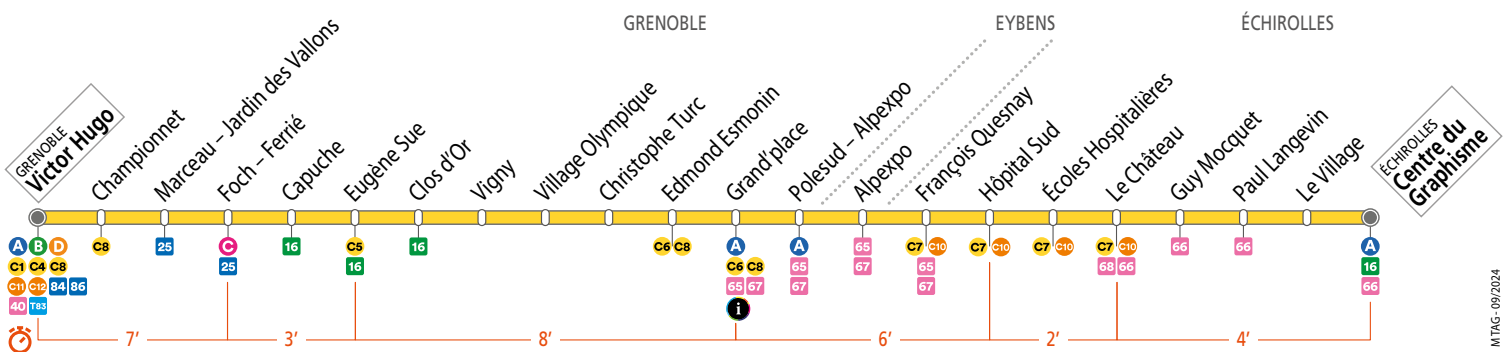 GRENOBLE
EYBENS
ÉCHIROLLES
GRENOBLE
Victor Hugo
Championnet
Marceau – Jardin des Vallons
Foch – Ferrié
Capuche
Eugène Sue
Clos d'Or
Vigny
Village Olympique
Christophe Turc
Edmond Esmonin
Grand'place
Polesud – Alpexpo
Alpexpo
François Quesnay
Hôpital Sud
Écoles Hospitalières
Le Château
Guy Mocquet
Paul Langevin
Le Village
ÉCHIROLLES
Centre du
Graphisme
A B D
C1 C4 C8
C11 C12 84 86
40 T83
C8
25
C
25
16
C5
16
16
C6 C8
A
C6 C8
65 67
i
A
65
67
65
67
C7 C10
65
67
C7 C10
C7 C10
C7 C10
68 66
66
66
A
16
66
7’
3’
8’
6’
2’
4’
M TAG - 09/2024